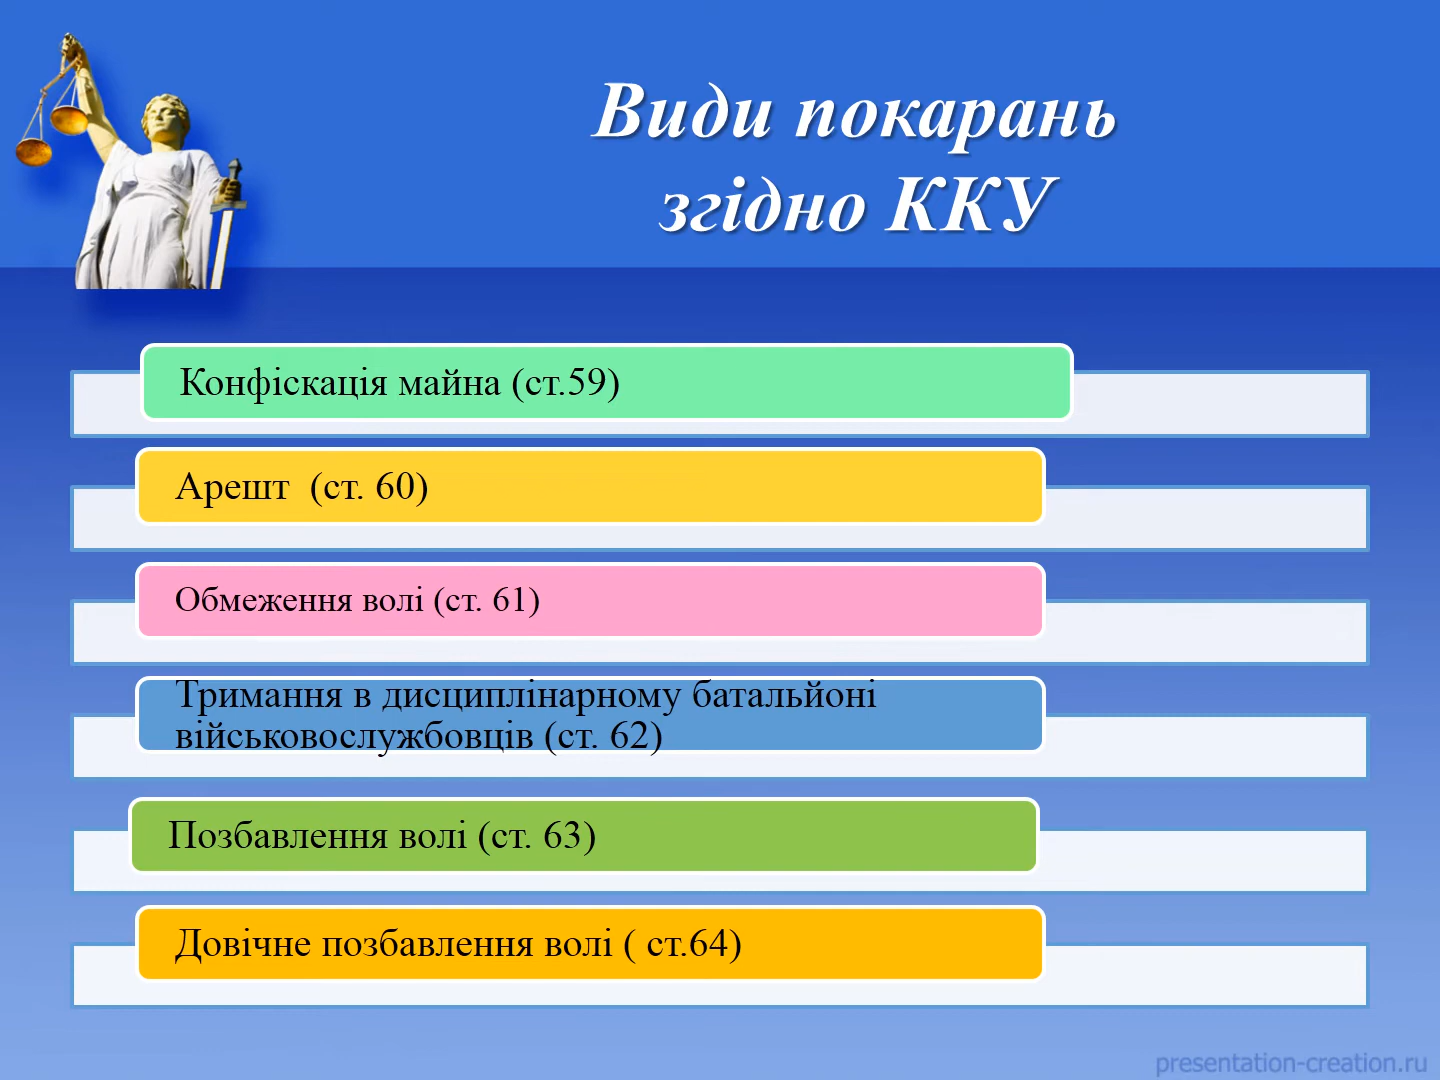 Види покарань
згідно ККУ
Конфіскація майна (ст.59)
Арешт  (ст. 60)
Обмеження волі (ст. 61)
Тримання в дисциплінарному батальйоні
військовослужбовців (ст. 62)
Позбавлення волі (ст. 63)
Довічне позбавлення волі ( ст.64)
presentation-creation.ru